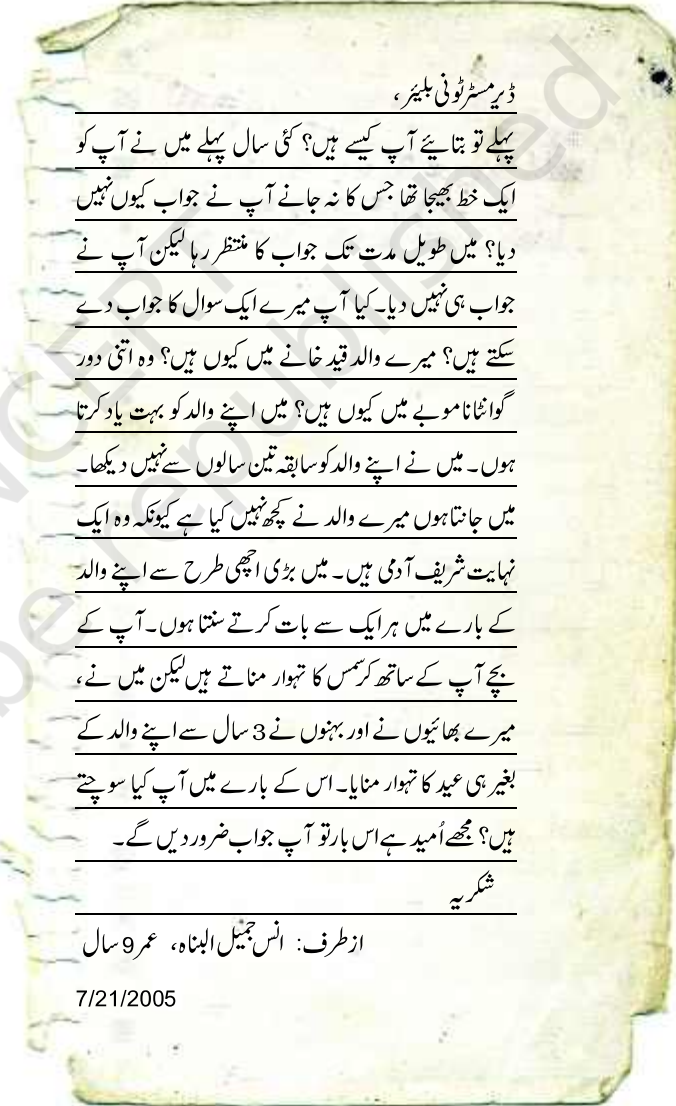 ڈیر مسٹر ٹونی بلیئر،
پہلے تو بتایئے آپ کیسے ہیں؟ کئی سال پہلے میں نے آپ کو
ایک خط بھیجا تھا جس کا نہ جانے آپ نے جواب کیوں نہیں
دیا؟ میں طویل مدت تک جواب کا منتظر رہا لیکن آپ نے
جواب ہی نہیں دیا۔ کیا آپ میرے ایک سوال کا جواب دے
سکتے ہیں؟ میرے والد قید خانے میں کیوں ہیں؟ وہ اتنی دور
گوانٹاناموبے میں کیوں ہیں؟ میں اپنے والد کو بہت یاد کرتا
ہوں۔ میں نے اپنے والد کو سابقہ تین سالوں سے نہیں دیکھا۔
میں جانتا ہوں میرے والد نے کچھ نہیں کیا ہے کیونکہ وہ ایک
نہایت شریف آدمی ہیں۔ میں بڑی اچھی طرح سے اپنے والد
کے بارے میں ہر ایک سے بات کرتے سنتا ہوں۔ آپ کے
بچے آپ کے ساتھ کرسمس کا تہوار مناتے ہیں لیکن میں نے،
میرے بھائیوں نے اور بہنوں نے 3 سال سے اپنے والد کے
بغیر ہی عید کا تہوار منایا۔ اس کے بارے میں آپ کیا سوچتے
ہیں؟ مجھے اُمید ہے اس بار تو آپ جواب ضرور دیں گے۔
شکریہ
از طرف: انس جمیل البناہ، عمر 9 سال
7/21/2005
NCERT
be republished